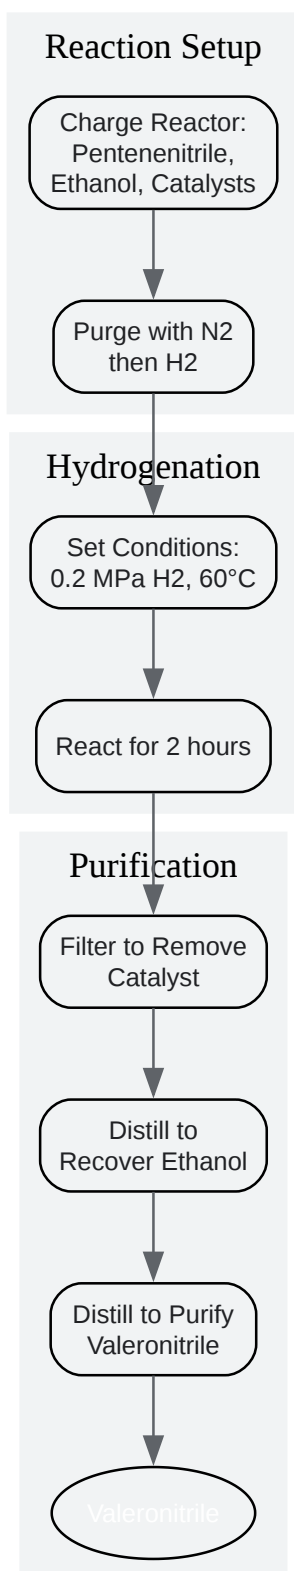 Reaction Setup
Charge Reactor:
Pentenenitrile,
Ethanol, Catalysts
Purge with N2
then H2
Hydrogenation
Set Conditions:
0.2 MPa H2, 60°C
React for 2 hours
Purification
Filter to Remove
Catalyst
Distill to
Recover Ethanol
Distill to Purify
Valeronitrile
Valeronitrile